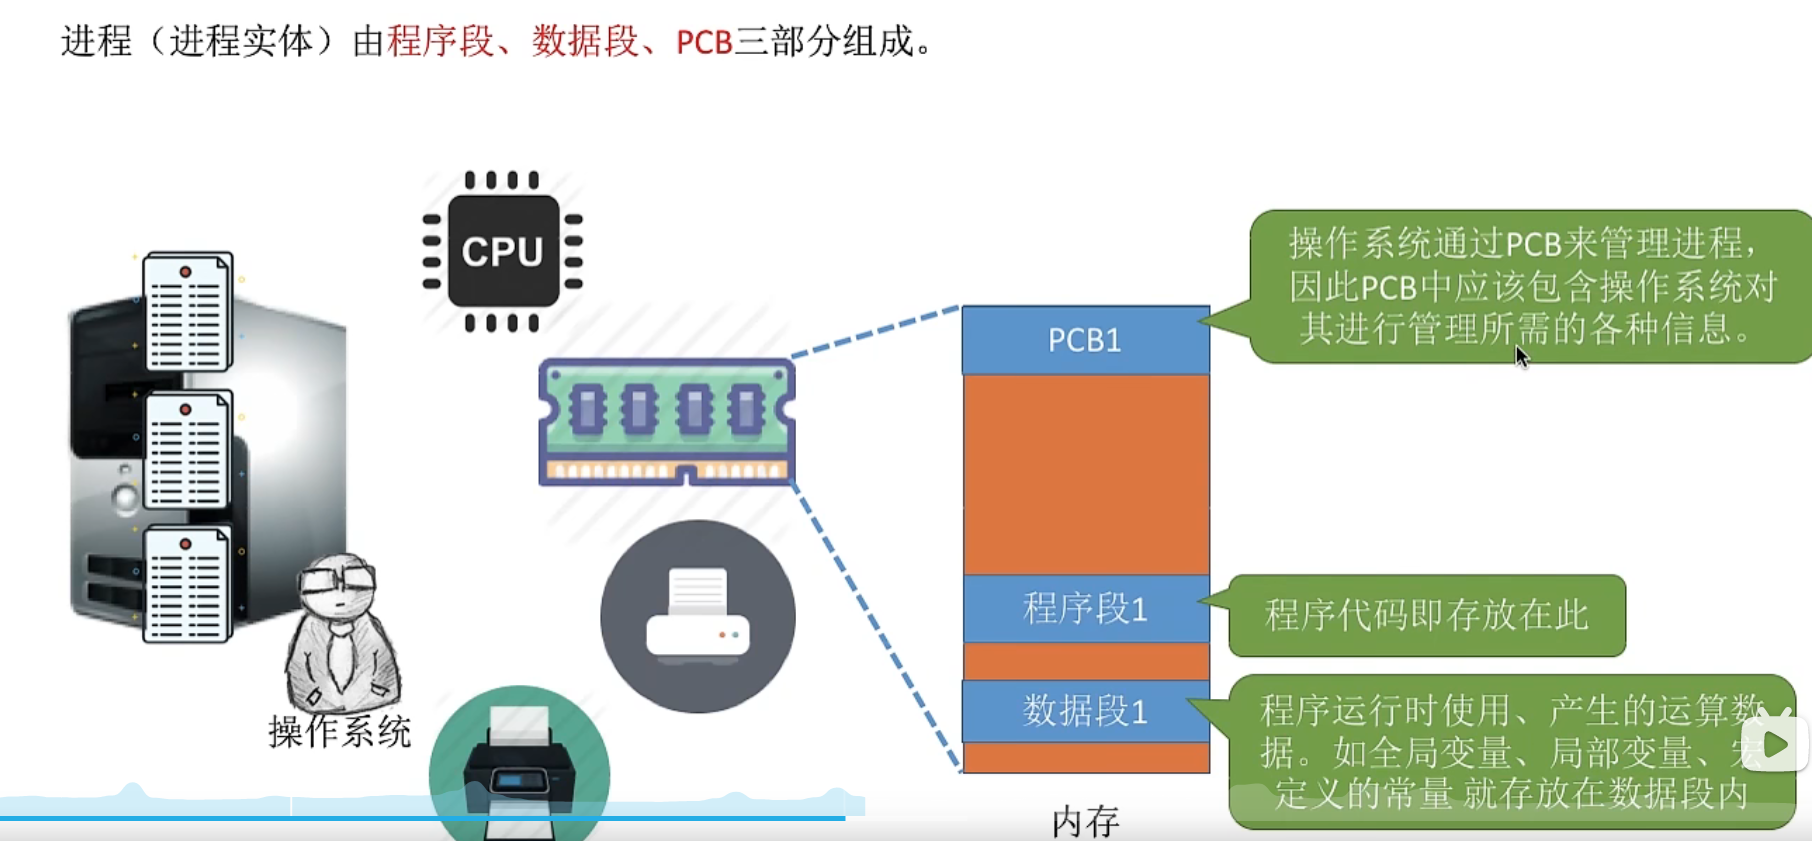 进程（进程实体）由程序段、数据段、PCB三部分组成。
CPU
操作系统
PCB1
程序段1
数据段1
内存
操作系统通过PCB来管理进程，
因此PCB中应该包含操作系统对
其进行管理所需的各种信息。
程序代码即存放在此
程序运行时使用、产生的运算数
据。如全局变量、局部变量、宏
定义的常量 就存放在数据段内